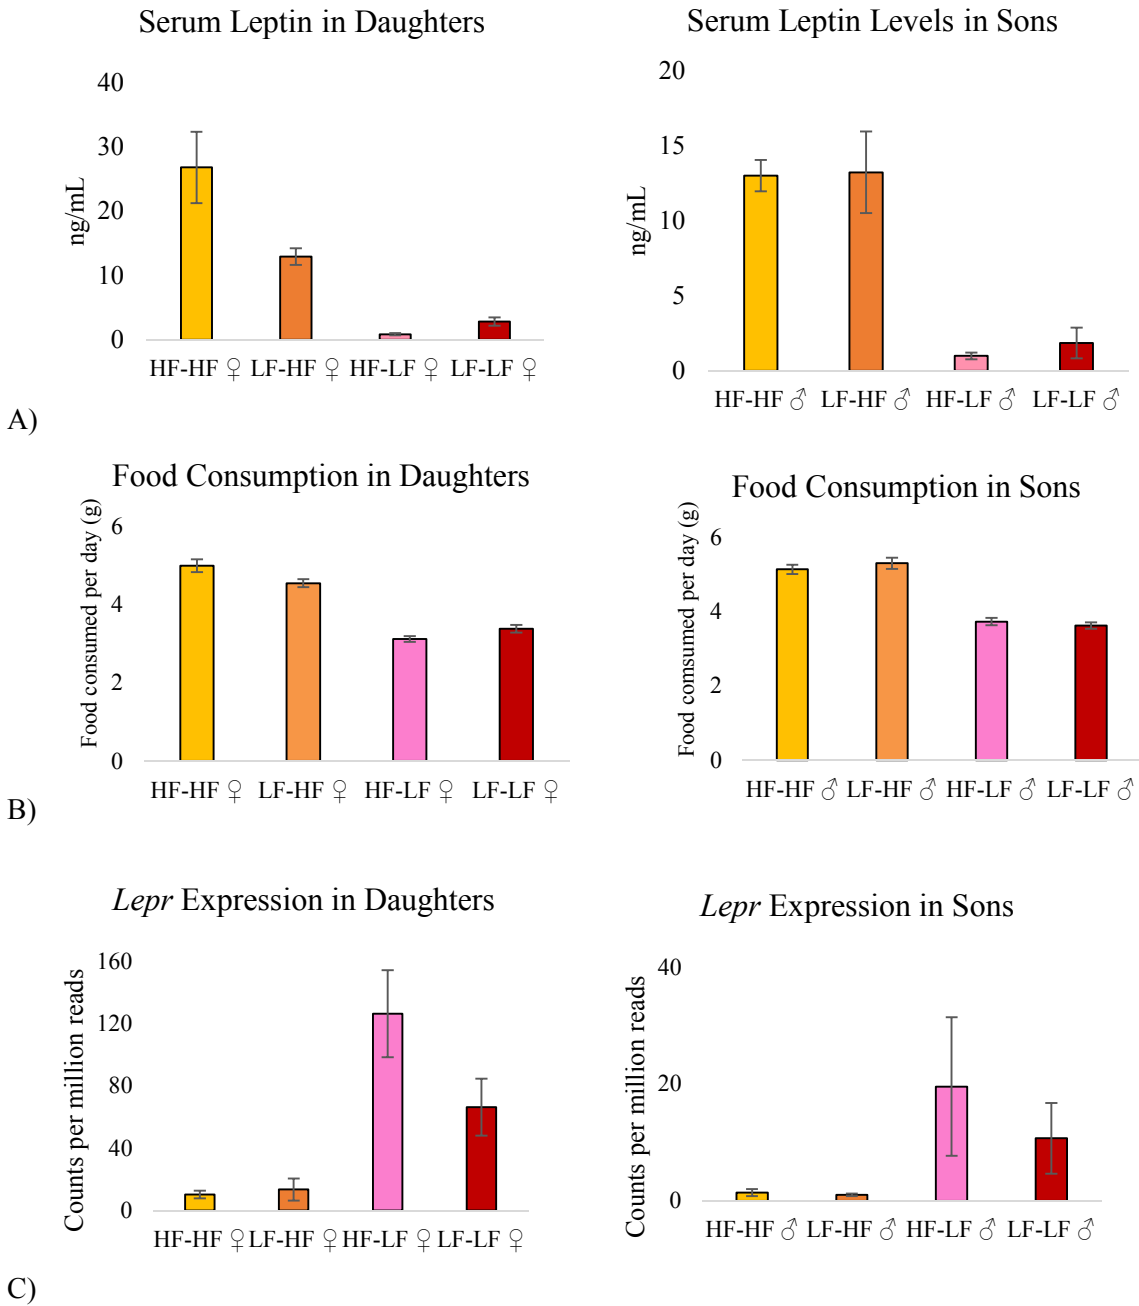 Serum Leptin in Daughters
40
30
20
10
0
ng/mL
HF-HF ♀ LF-HF ♀ HF-LF ♀ LF-LF ♀
Serum Leptin Levels in Sons
20
15
10
5
0
ng/mL
HF-HF ♂ LF-HF ♂ HF-LF ♂ LF-LF ♂
A)
Food Consumption in Daughters
6
4
2
0
Food consumed per day (g)
HF-HF ♀ LF-HF ♀ HF-LF ♀ LF-LF ♀
Food Consumption in Sons
6
4
2
0
Food comsumed per day (g)
HF-HF ♂ LF-HF ♂ HF-LF ♂ LF-LF ♂
B)
Lepr Expression in Daughters
160
120
80
40
0
Counts per million reads
HF-HF ♀ LF-HF ♀ HF-LF ♀ LF-LF ♀
Lepr Expression in Sons
40
20
0
Counts per million reads
HF-HF ♂ LF-HF ♂ HF-LF ♂ LF-LF ♂
C)